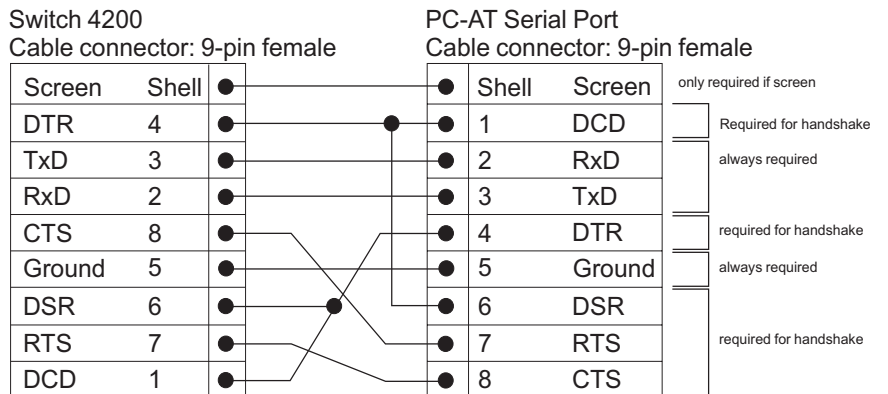 Switch 4200 PC-AT Serial Port
Cable connector: 9-pin female Cable connector: 9-pin female
Screen Shell Shell Screen only required if screen
DTR 4 1 DCD Required for handshake
TxD 3 2 RxD always required
RxD 2 3 TxD
CTS 8 4 DTR required for handshake
Ground 5 5 Ground always required
DSR 6 6 DSR
RTS 7 7 RTS required for handshake
DCD 1 8 CTS